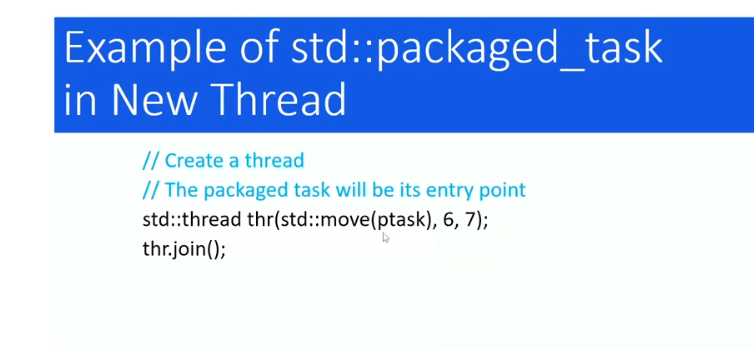 Example of std::packaged_task
in New Thread
// Create a thread
// The packaged task will be its entry point
std::thread thr(std::move(ptask), 6, 7);
thr.join();